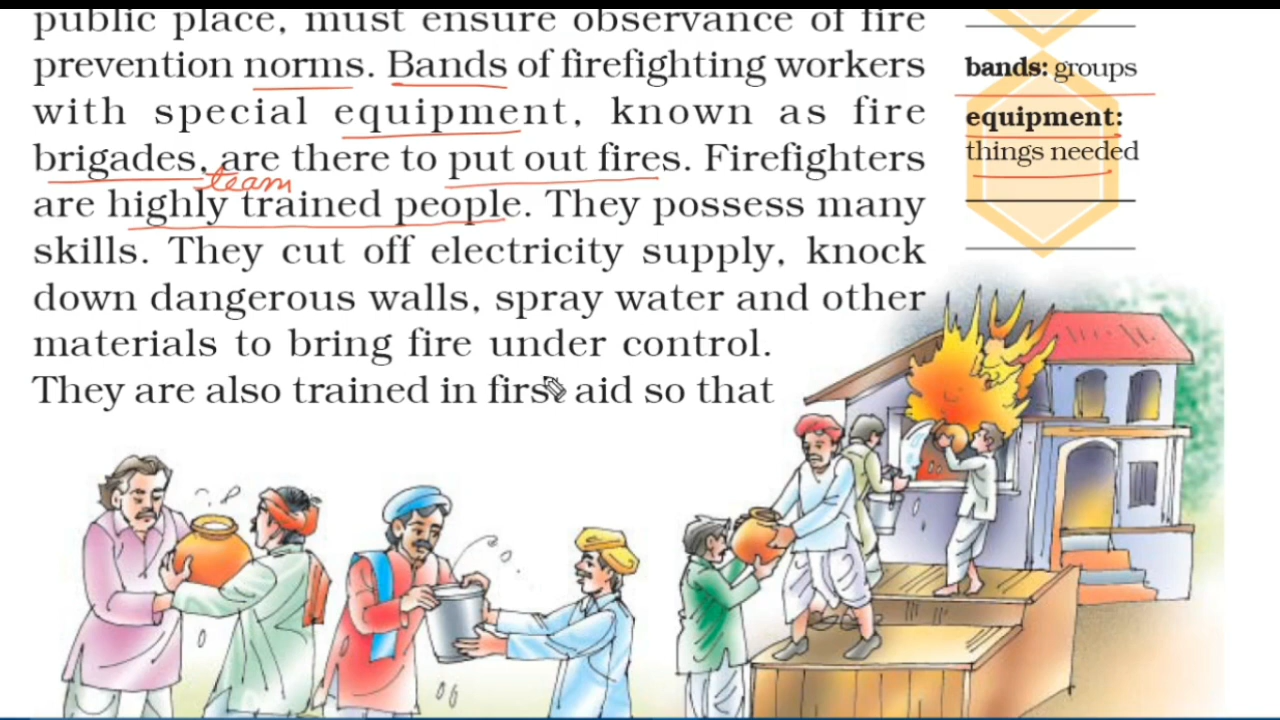 public place, must ensure observance of fire
prevention norms. Bands of firefighting workers
with special equipment, known as fire
brigades, are there to put out fires. Firefighters
team
are highly trained people. They possess many
skills. They cut off electricity supply, knock
down dangerous walls, spray water and other
materials to bring fire under control.
They are also trained in first aid so that
bands: groups
equipment:
things needed